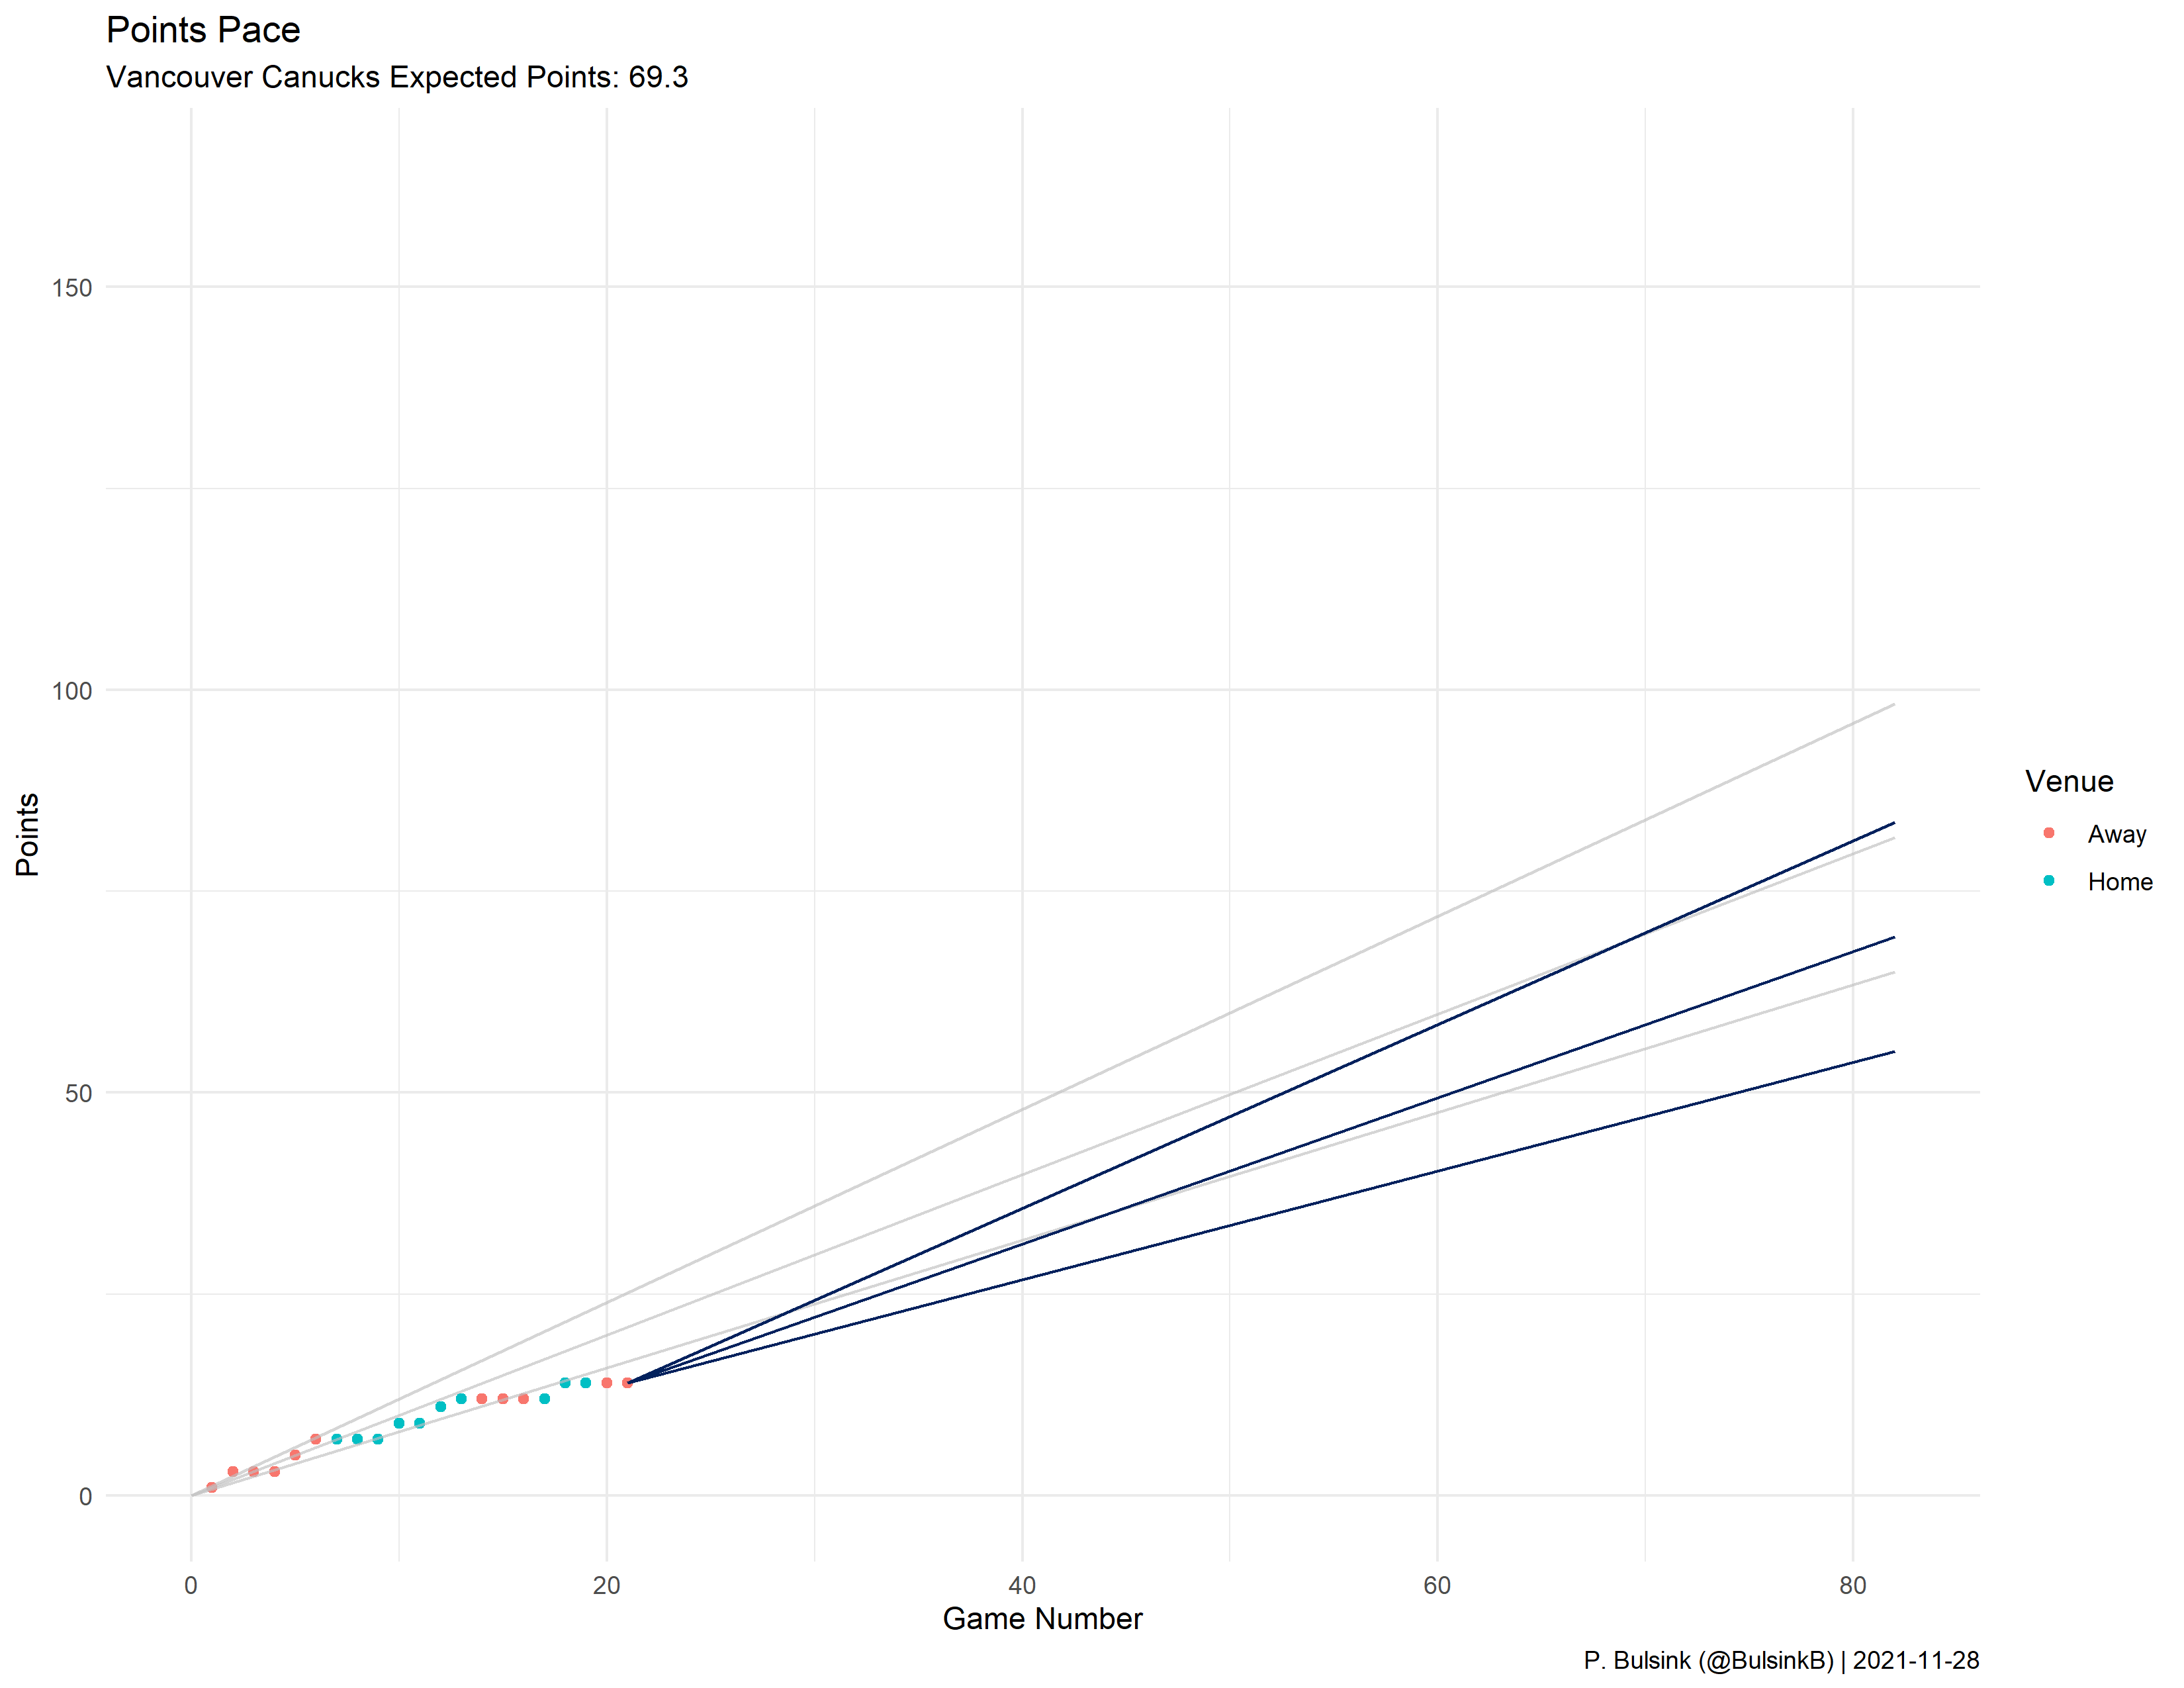 Points Pace
Vancouver Canucks Expected Points: 69.3
150
100
50
0
Points
0 20 40 60 80
Game Number
Venue
Away
Home
P. Bulsink (@BulsinkB) | 2021-11-28